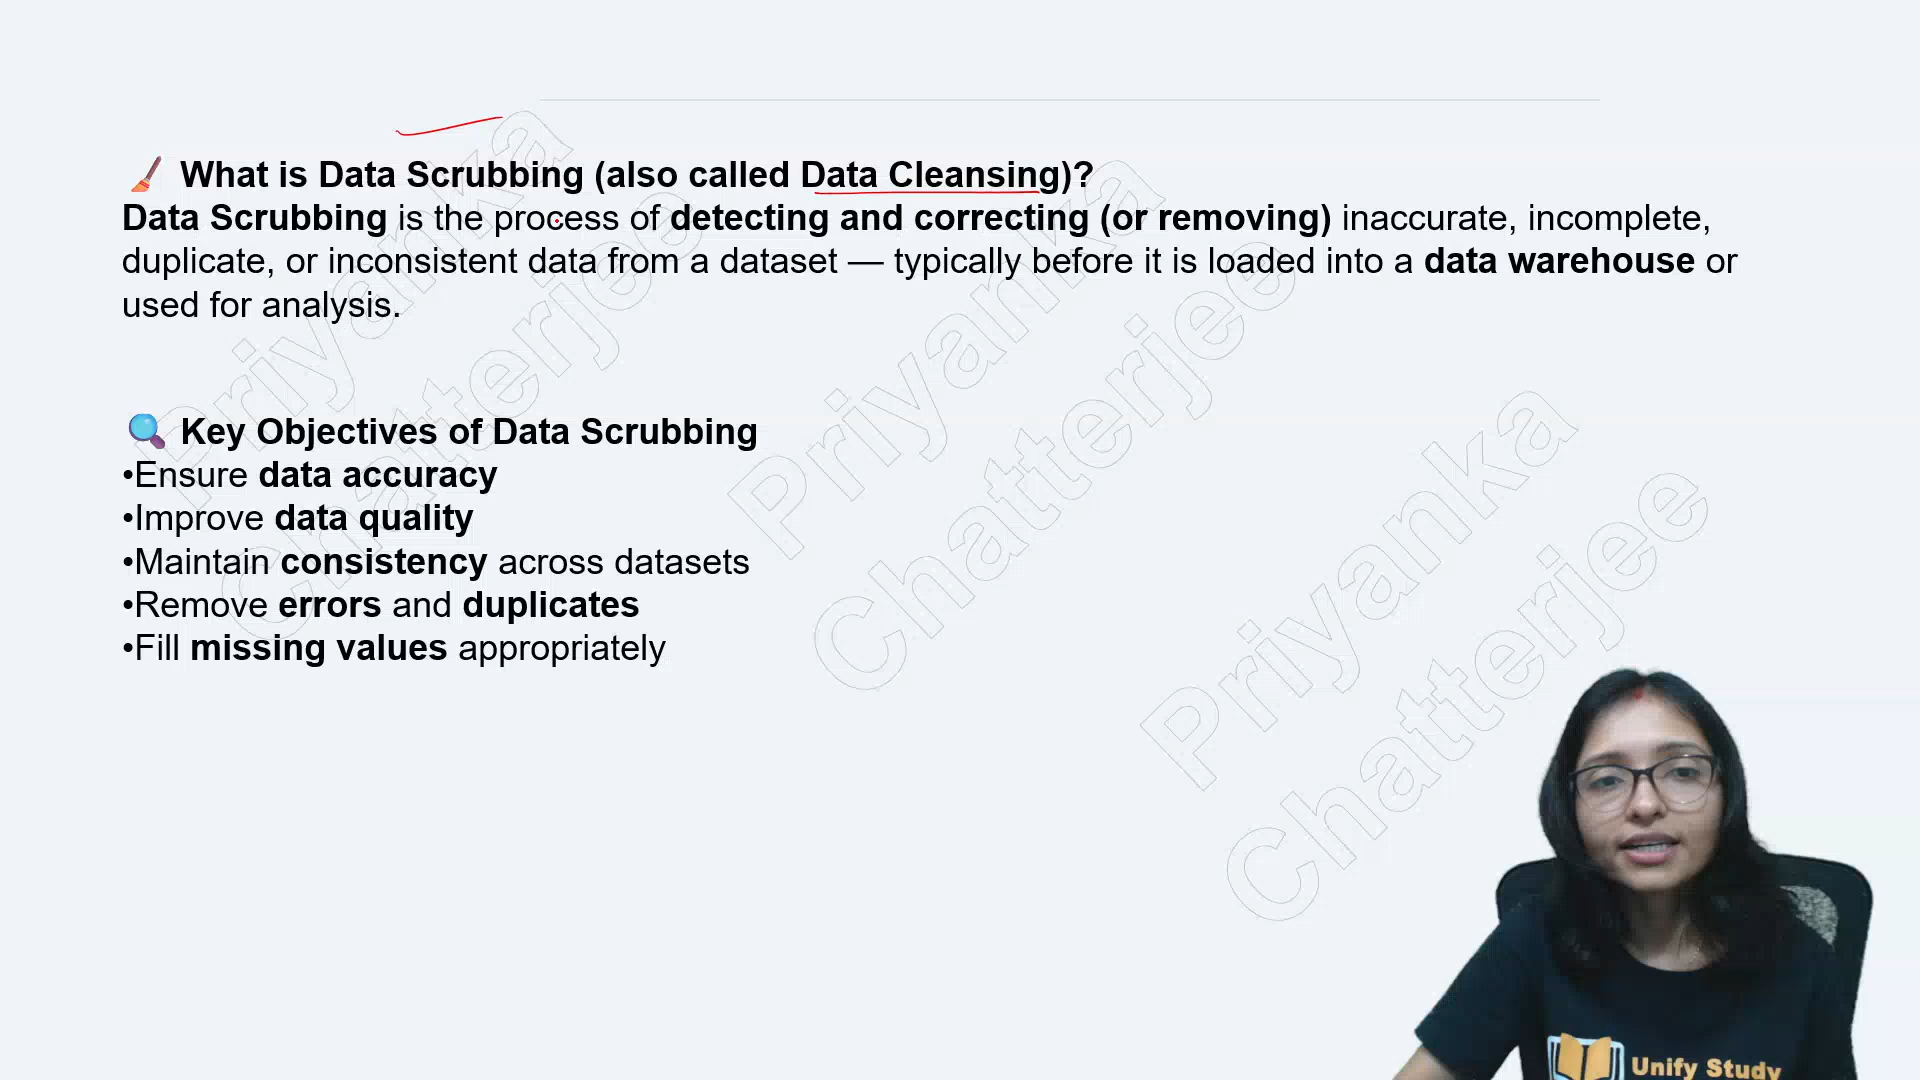 🧹 What is Data Scrubbing (also called Data Cleansing)?
Data Scrubbing is the process of detecting and correcting (or removing) inaccurate, incomplete,
duplicate, or inconsistent data from a dataset — typically before it is loaded into a data warehouse or
used for analysis.
🔍 Key Objectives of Data Scrubbing
•Ensure data accuracy
•Improve data quality
•Maintain consistency across datasets
•Remove errors and duplicates
•Fill missing values appropriately
Priyanka
Chatterjee
Priyanka
Chatterjee
Priyanka
Chatterjee
Unify Study